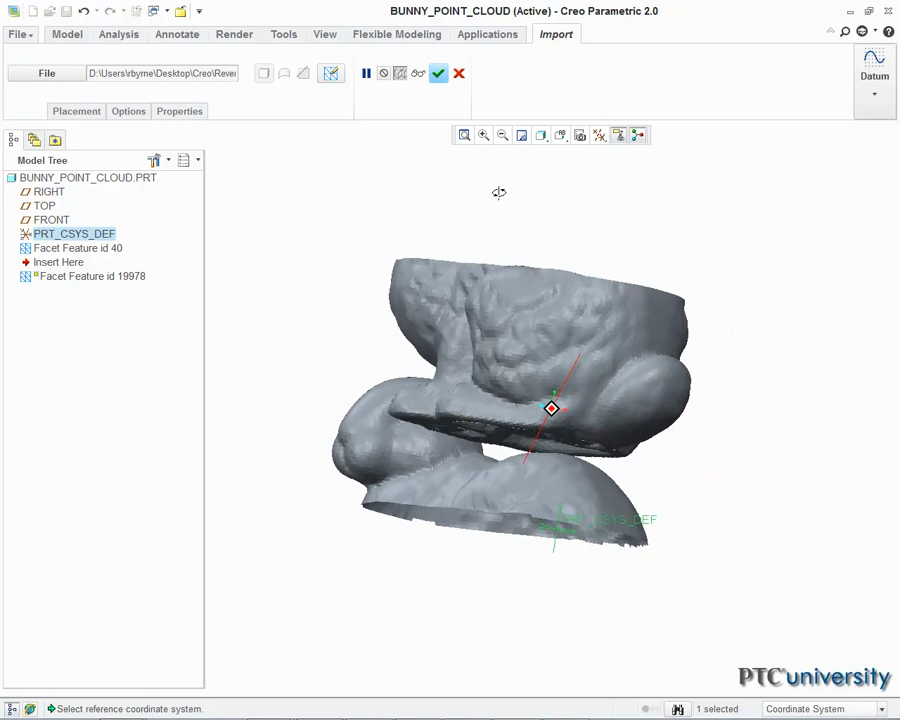 BUNNY_POINT_CLOUD (Active) - Creo Parametric 2.0
File Model Analysis Annotate Render Tools View Flexible Modeling Applications Import
File D:\Users\rbyrne\Desktop\Creo\Rever
Datum
Placement Options Properties
Model Tree
BUNNY_POINT_CLOUD.PRT
RIGHT
TOP
FRONT
PRT_CSYS_DEF
Facet Feature id 40
Insert Here
Facet Feature id 19978
PRT_CSYS_DEF
PTC university
Select reference coordinate system.
1 selected
Coordinate System